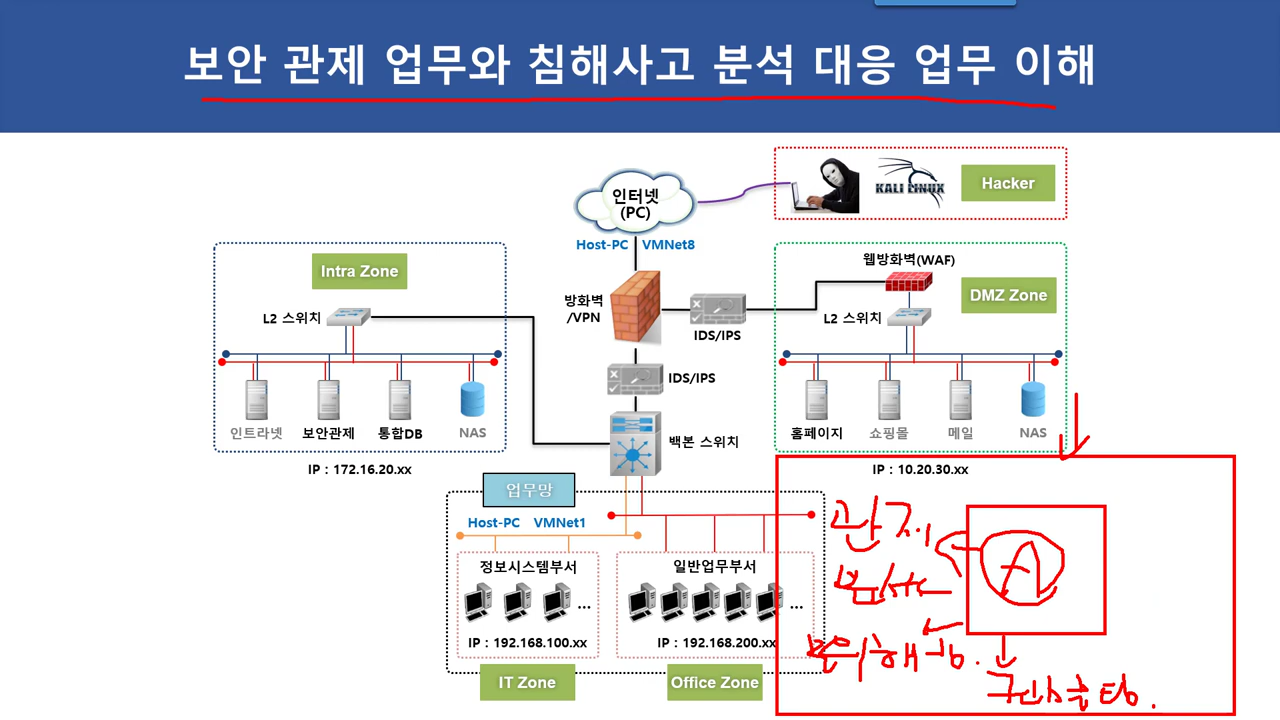 보안 관제 업무와 침해사고 분석 대응 업무 이해
인터넷
(PC)
KALI LINUX
Hacker
Host-PC VMNet8
Intra Zone
웹방화벽(WAF)
DMZ Zone
방화벽
/VPN
L2 스위치
L2 스위치
IDS/IPS
IDS/IPS
인트라넷 보안관제 통합DB NAS
홈페이지 쇼핑몰 메일 NAS
백본 스위치
IP : 172.16.20.xx
IP : 10.20.30.xx
업무망
Host-PC VMNet1
관제
A
정보시스템부서
일반업무부서
...
...
IP : 192.168.100.xx
IP : 192.168.200.xx
IT Zone
Office Zone